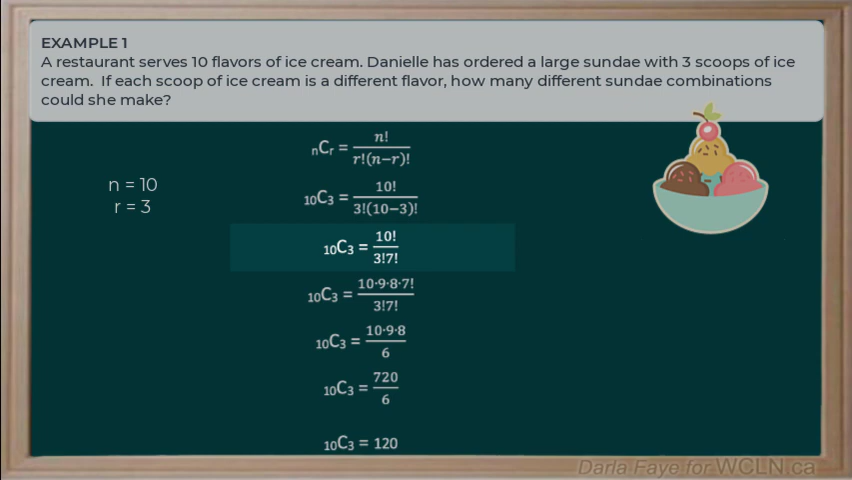 EXAMPLE 1
A restaurant serves 10 flavors of ice cream. Danielle has ordered a large sundae with 3 scoops of ice
cream. If each scoop of ice cream is a different flavor, how many different sundae combinations
could she make?
n = 10
r = 3
ₙCᵣ = n!/r!(n−r)!
₁₀C₃ = 10!/3!(10−3)!
₁₀C₃ = 10!/3!7!
₁₀C₃ = 10·9·8·7!/3!7!
₁₀C₃ = 10·9·8/6
₁₀C₃ = 720/6
₁₀C₃ = 120
Darla Faye for WCLN.ca